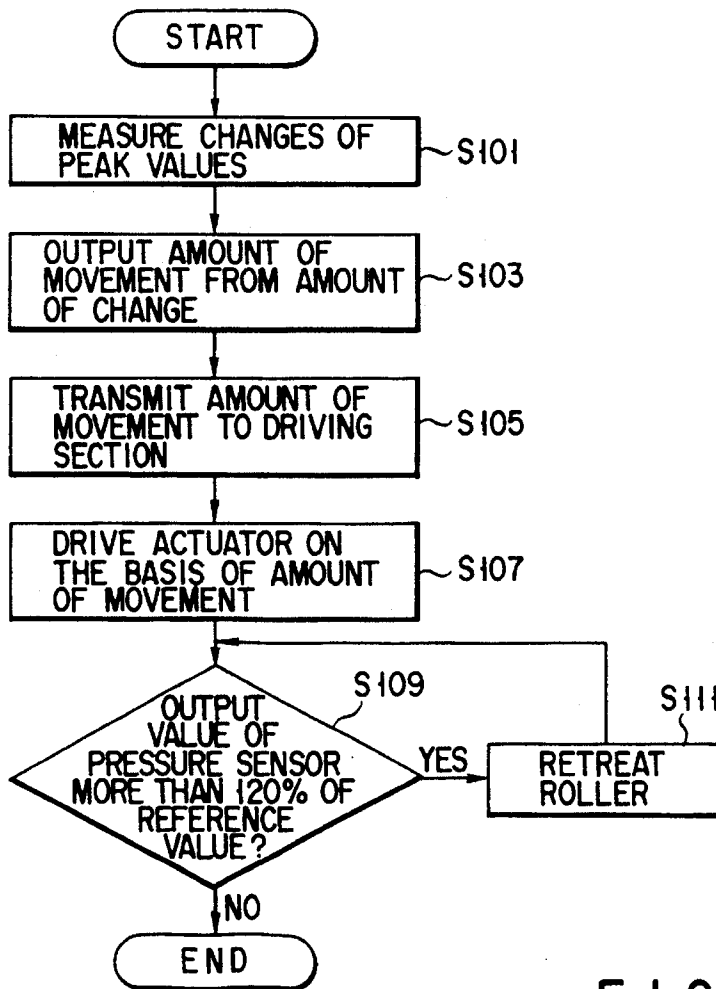 START
MEASURE CHANGES OF
PEAK VALUES
S101
OUTPUT AMOUNT OF
MOVEMENT FROM AMOUNT
OF CHANGE
S103
TRANSMIT AMOUNT OF
MOVEMENT TO DRIVING
SECTION
S105
DRIVE ACTUATOR ON
THE BASIS OF AMOUNT
OF MOVEMENT
S107
S109
OUTPUT
VALUE OF
PRESSURE SENSOR
MORE THAN 120% OF
REFERENCE
VALUE?
YES
S111
RETREAT
ROLLER
NO
END